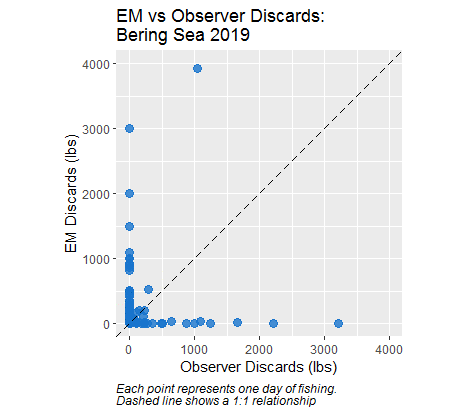 EM vs Observer Discards:
Bering Sea 2019
4000
3000
2000
1000
0
EM Discards (lbs)
0 1000 2000 3000 4000
Observer Discards (lbs)
Each point represents one day of fishing.
Dashed line shows a 1:1 relationship